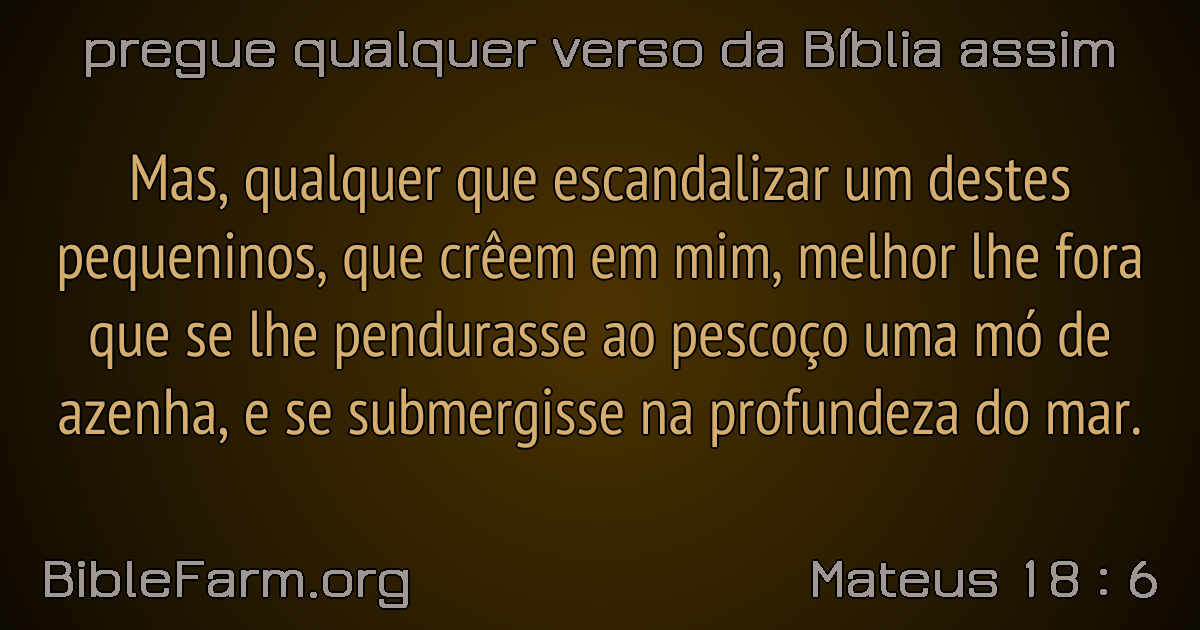 pregue qualquer verso da Bíblia assim
Mas, qualquer que escandalizar um destes
pequeninos, que crêem em mim, melhor lhe fora
que se lhe pendurasse ao pescoço uma mó de
azenha, e se submergisse na profundeza do mar.
BibleFarm.org
Mateus 18 : 6